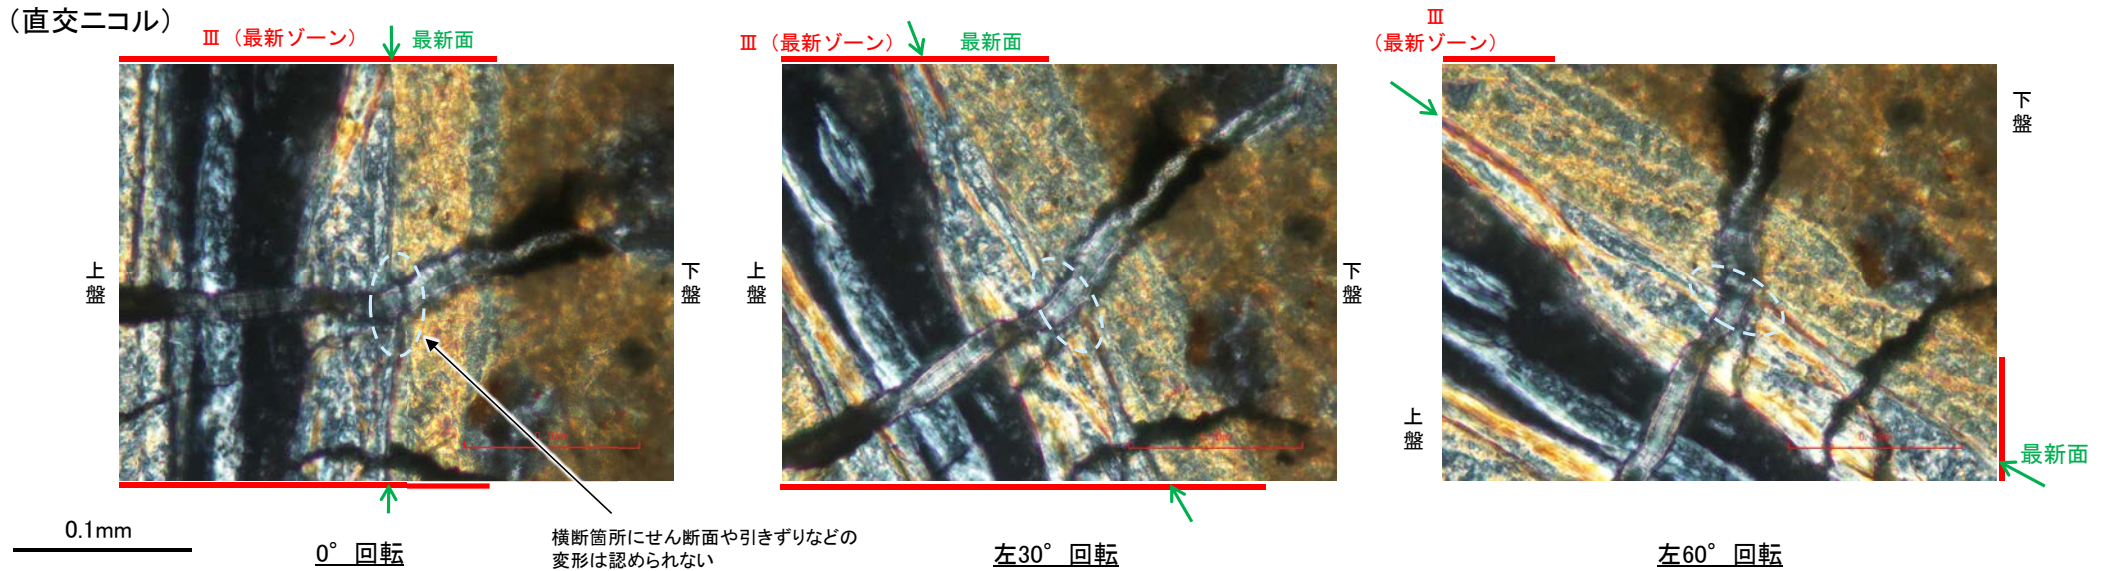 (直交ニコル)
Ⅲ (最新ゾーン)
最新面
上盤
下盤
0.1mm
0° 回転
横断箇所にせん断面や引きずりなどの
変形は認められない
Ⅲ (最新ゾーン)
最新面
上盤
下盤
左30° 回転
Ⅲ
(最新ゾーン)
下盤
上盤
最新面
左60° 回転